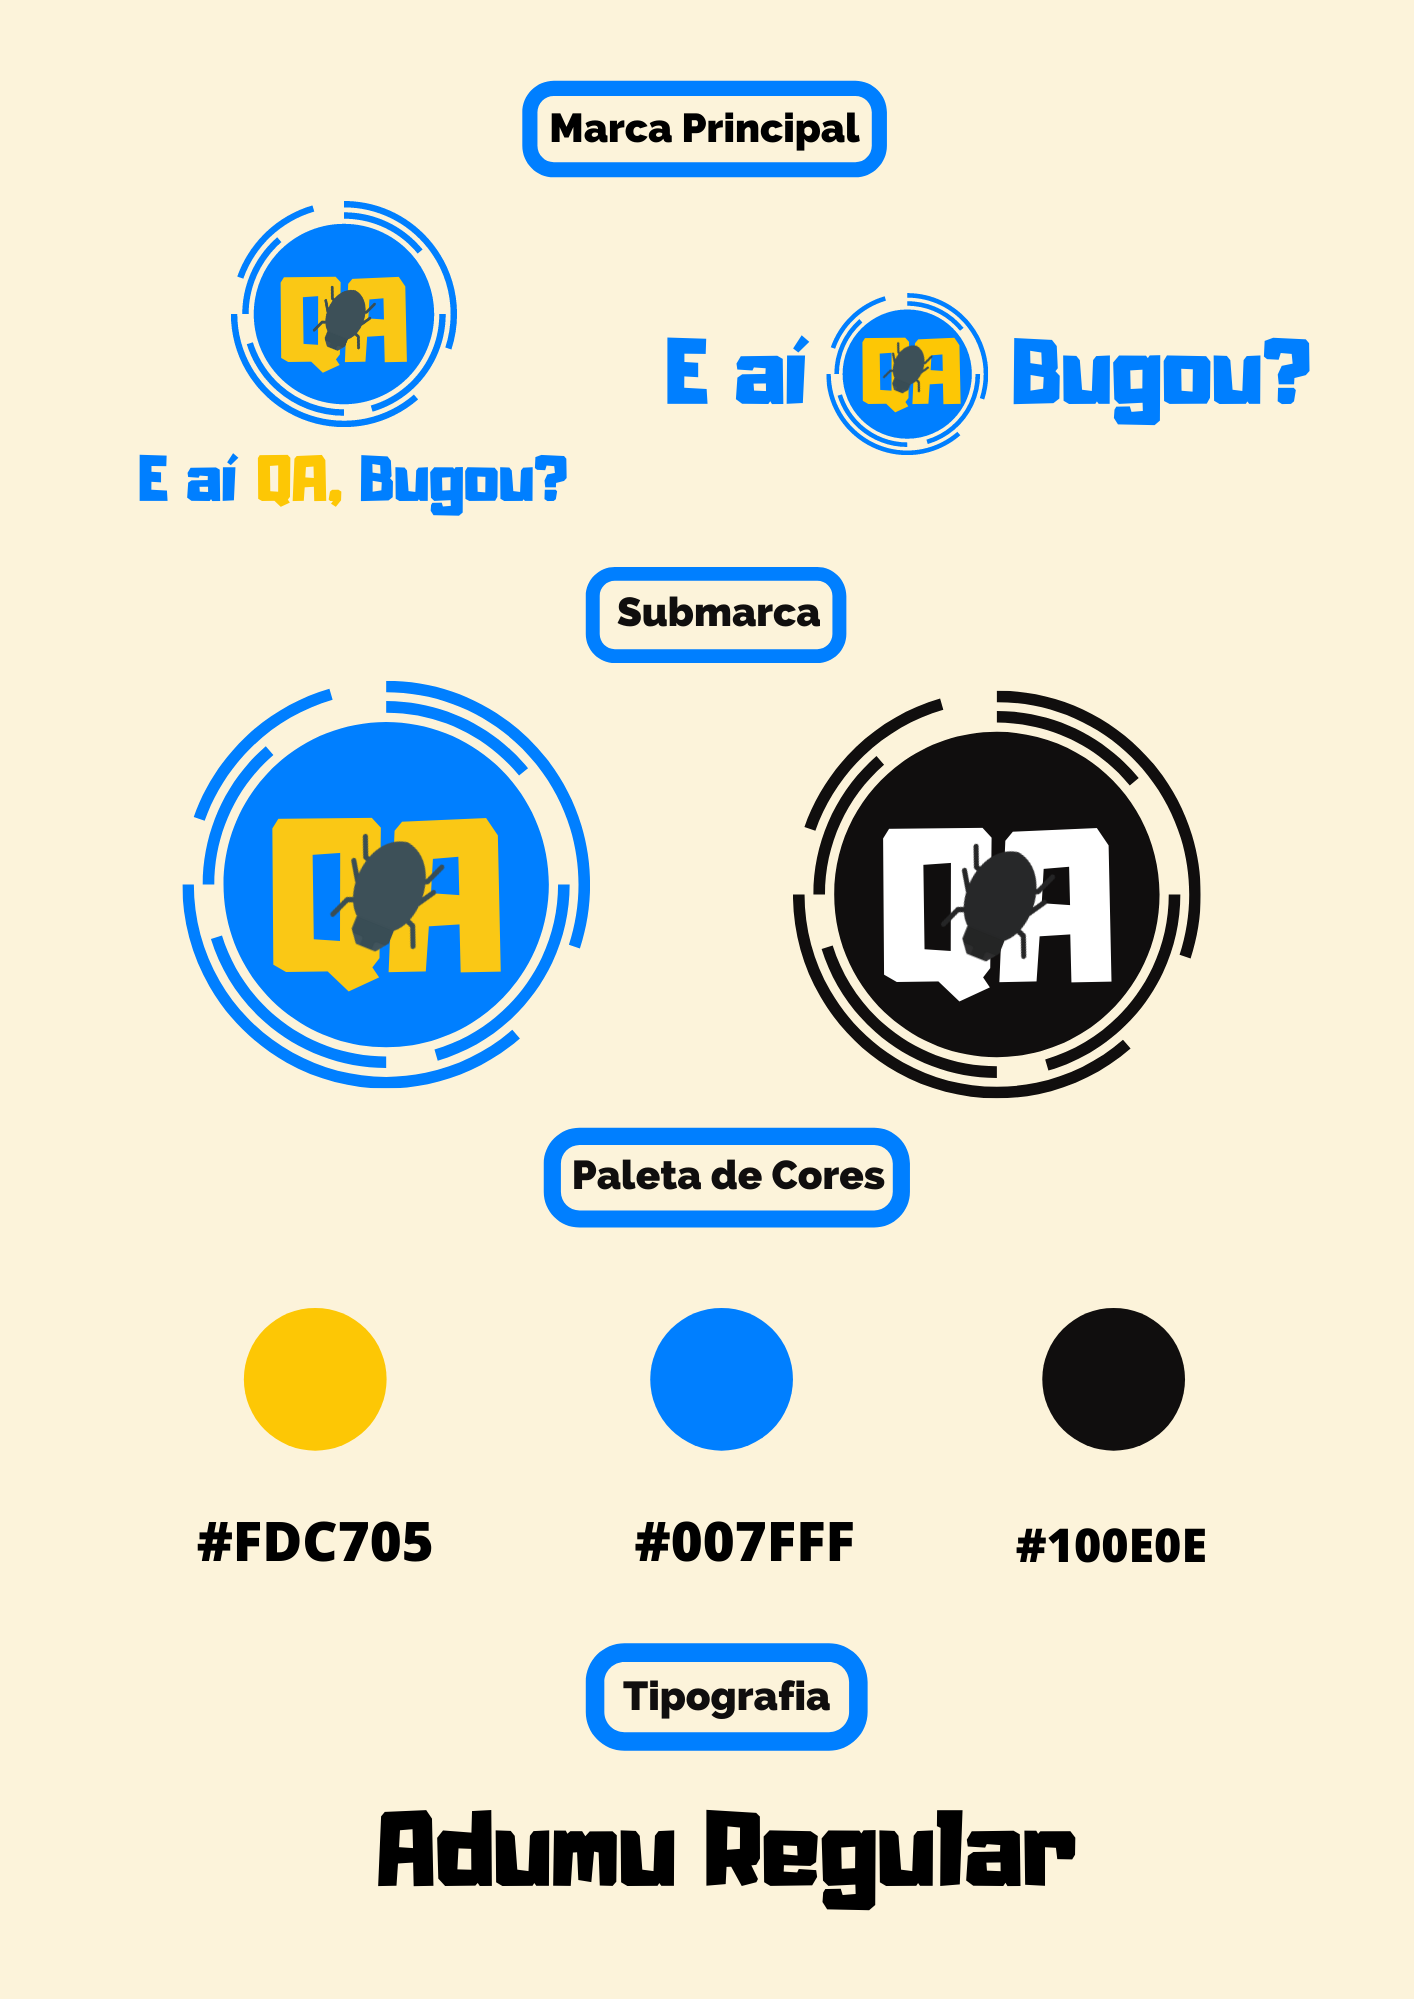 Marca Principal
QA
E aí QA, Bugou?
E aí QA Bugou?
Submarca
QA
QA
Paleta de Cores
#FDC705
#007FFF
#100E0E
Tipografia
Adumu Regular